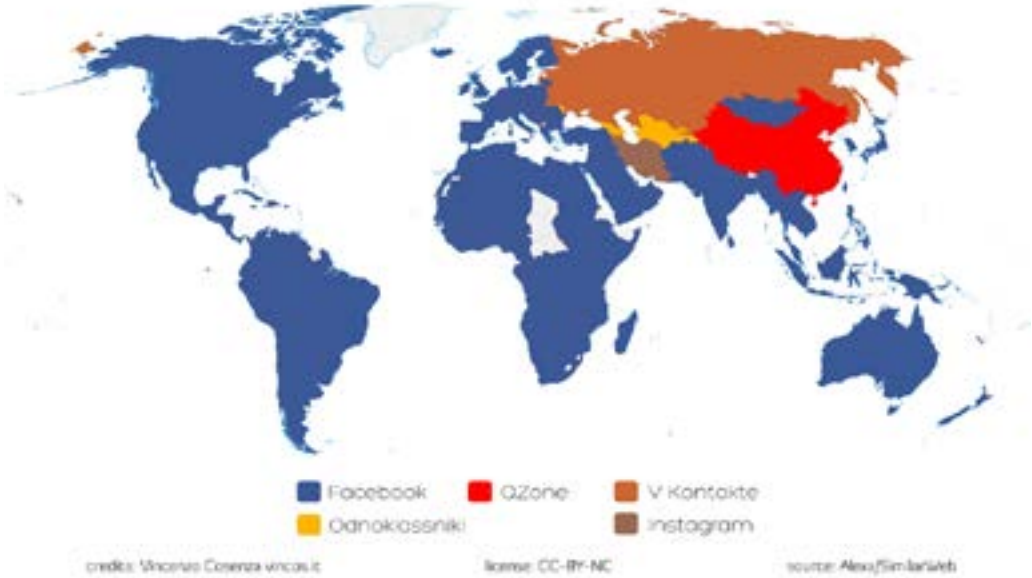 Facebook QZone V Kontakte
Odnoklassniki Instagram
credits: Vincenzo Cosenza vincos.it license: CC-BY-NC source: Alexa/SimilarWeb